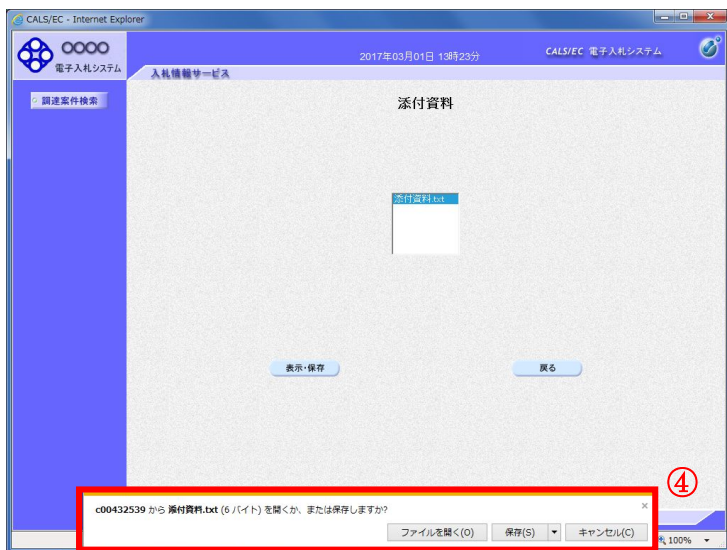 CALS/EC - Internet Explorer
OOOO
電子入札システム
2017年03月01日 13時23分
CALS/EC 電子入札システム
入札情報サービス
調達案件検索
添付資料
添付資料.txt
表示・保存
戻る
④
c00432539 から 添付資料.txt (6 バイト) を開くか、または保存しますか?
×
ファイルを開く(O)
保存(S)
キャンセル(C)
100%